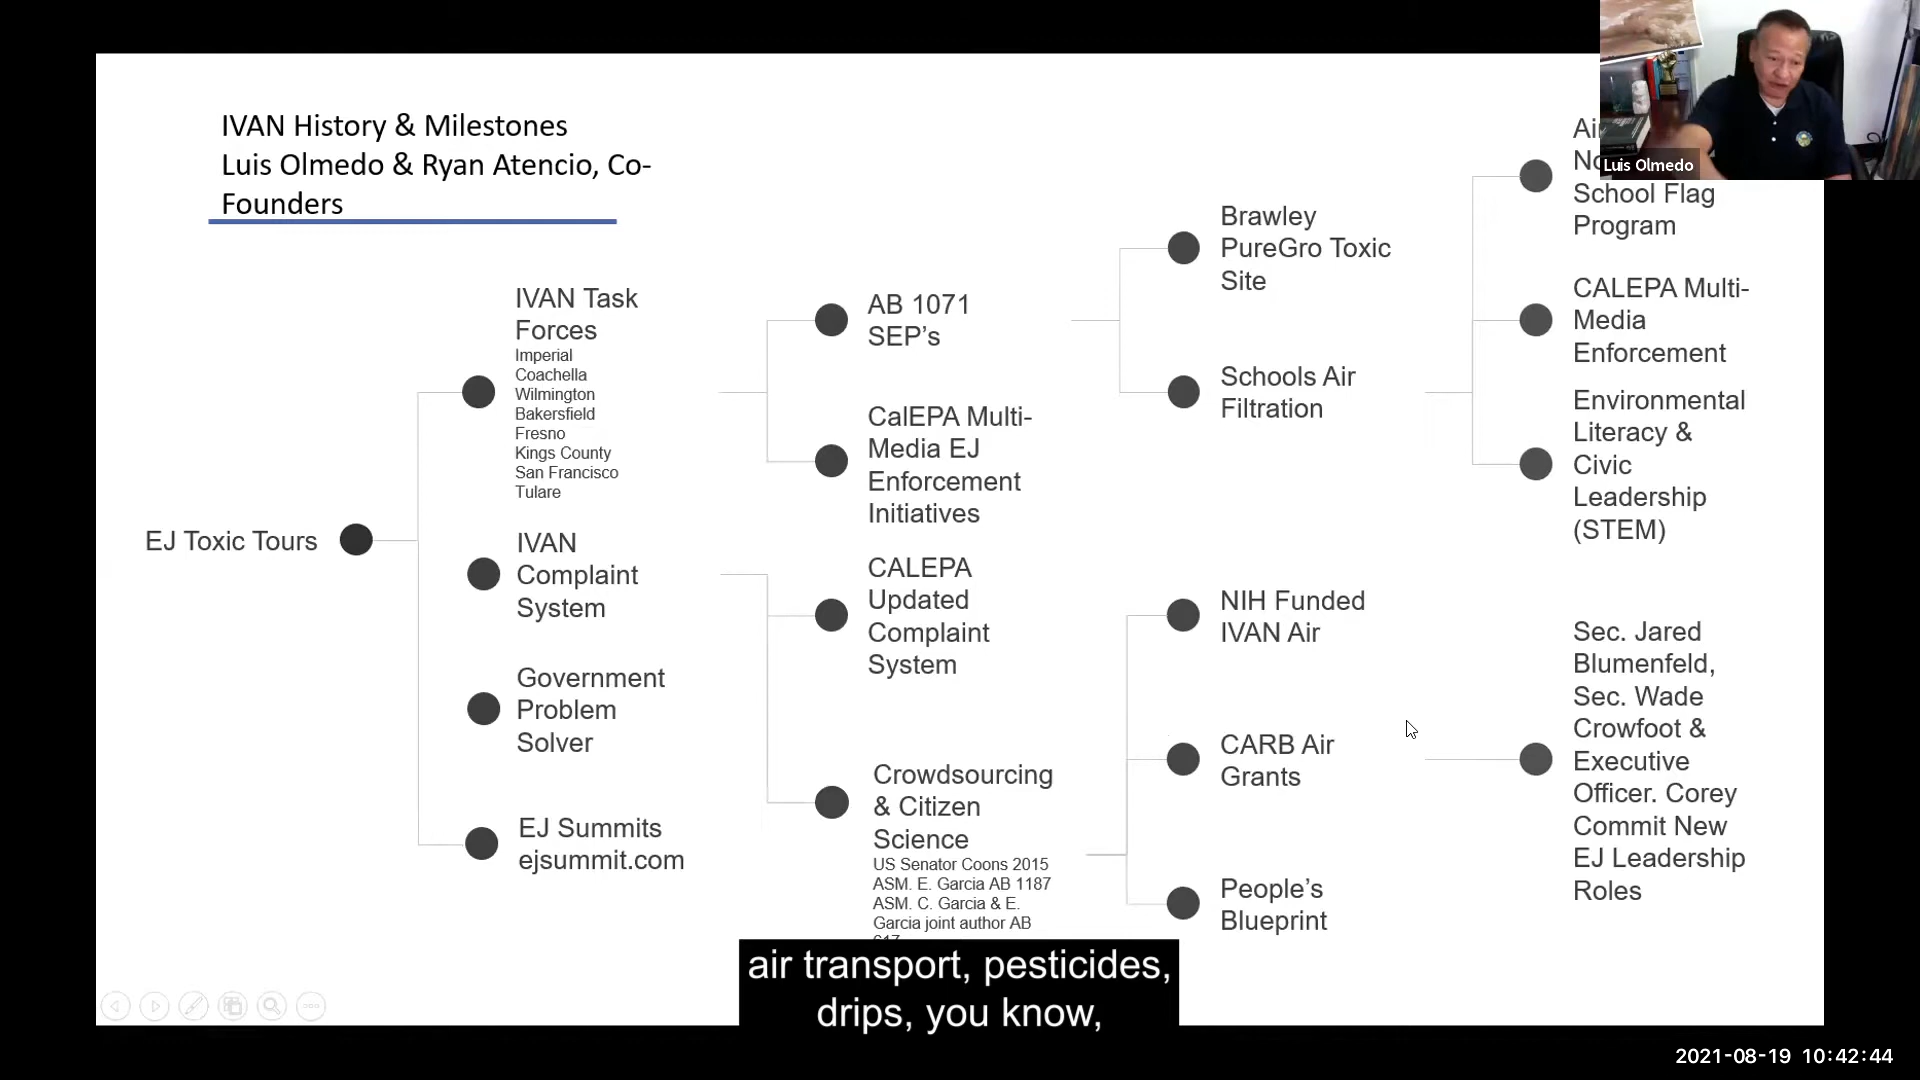 IVAN History & Milestones
Luis Olmedo & Ryan Atencio, Co-
Founders
EJ Toxic Tours
IVAN Task
Forces
Imperial
Coachella
Wilmington
Bakersfield
Fresno
Kings County
San Francisco
Tulare
IVAN
Complaint
System
Government
Problem
Solver
EJ Summits
ejsummit.com
AB 1071
SEP's
CalEPA Multi-
Media EJ
Enforcement
Initiatives
CALEPA
Updated
Complaint
System
Crowdsourcing
& Citizen
Science
US Senator Coons 2015
ASM. E. Garcia AB 1187
ASM. C. Garcia & E.
Garcia joint author AB
Brawley
PureGro Toxic
Site
Schools Air
Filtration
NIH Funded
IVAN Air
CARB Air
Grants
People's
Blueprint
School Flag
Program
CALEPA Multi-
Media
Enforcement
Environmental
Literacy &
Civic
Leadership
(STEM)
Sec. Jared
Blumenfeld,
Sec. Wade
Crowfoot &
Executive
Officer. Corey
Commit New
EJ Leadership
Roles
Luis Olmedo
air transport, pesticides,
drips, you know,
2021-08-19 10:42:44